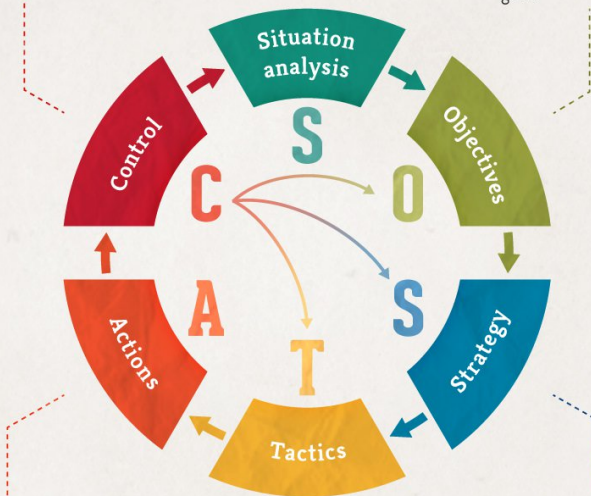 Situation
analysis
Objectives
Strategy
Tactics
Actions
Control
S
O
S
T
A
C